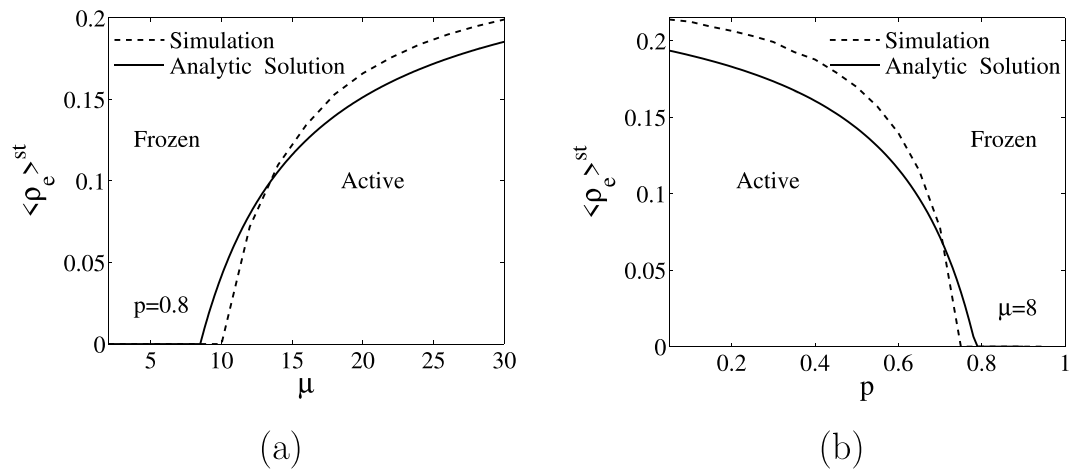 0.2
0.15
0.1
0.05
0
<ρe>st
Simulation
Analytic Solution
Frozen
Active
p=0.8
5 10 15 20 25 30
μ
(a)
0.2
0.15
0.1
0.05
0
<ρe>st
Simulation
Analytic Solution
Frozen
Active
μ=8
0.2 0.4 0.6 0.8 1
p
(b)